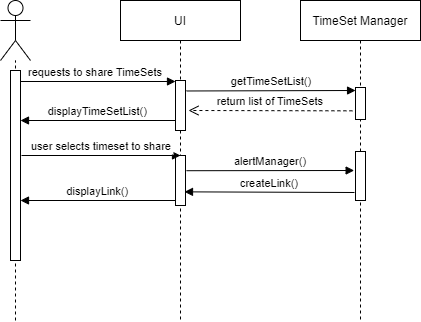 UI
TimeSet Manager
requests to share TimeSets
getTimeSetList()
return list of TimeSets
displayTimeSetList()
user selects timeset to share
alertManager()
createLink()
displayLink()